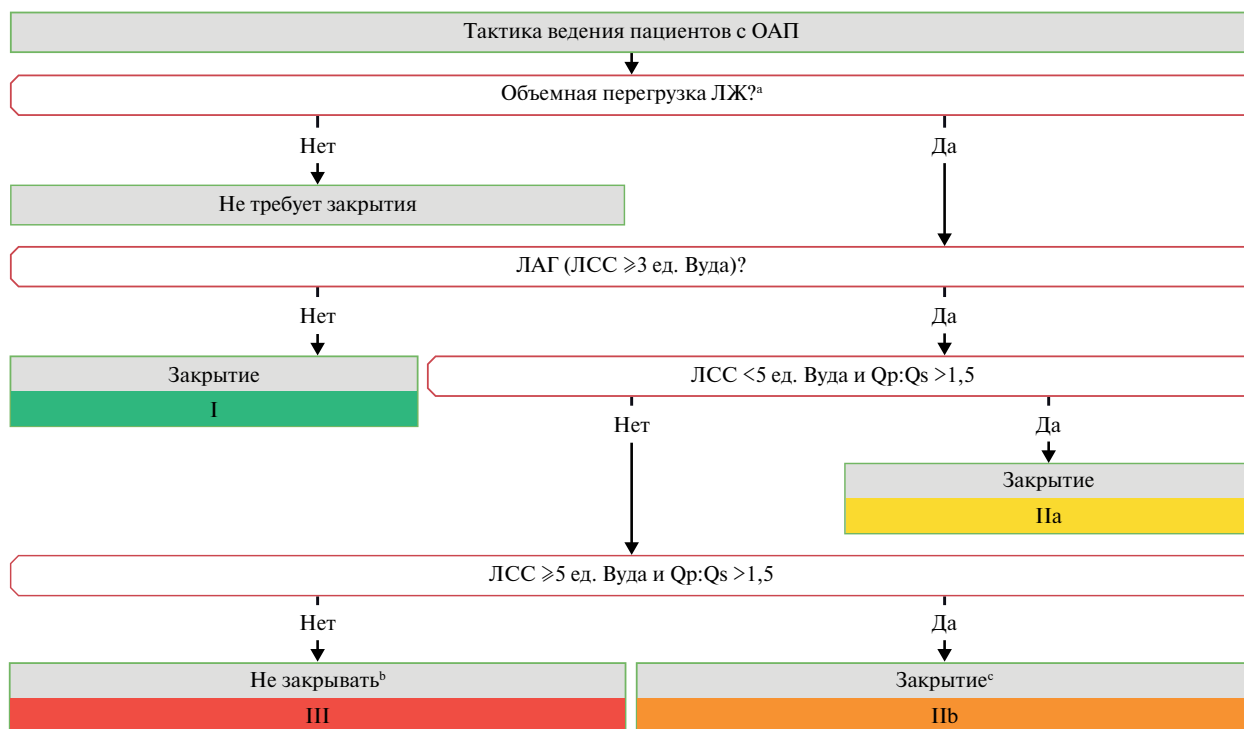 Тактика ведения пациентов с ОАП
Объемная перегрузка ЛЖ?ᵃ
Нет
Да
Не требует закрытия
ЛАГ (ЛСС ⩾3 ед. Вуда)?
Нет
Да
Закрытие
I
ЛСС <5 ед. Вуда и Qp:Qs >1,5
Нет
Да
Закрытие
IIa
ЛСС ⩾5 ед. Вуда и Qp:Qs >1,5
Нет
Да
Не закрыватьᵇ
III
Закрытиеᶜ
IIb